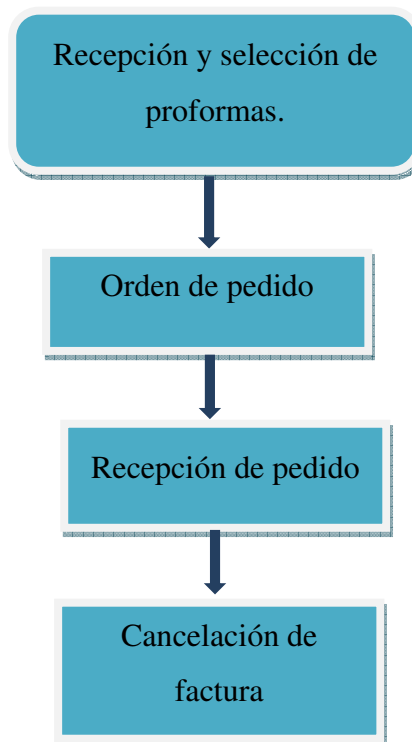 Recepción y selección de
proformas.
Orden de pedido
Recepción de pedido
Cancelación de
factura